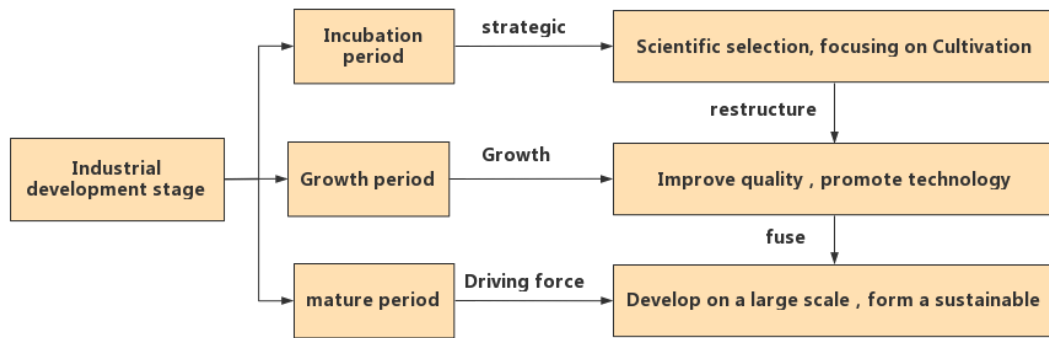 Incubation
period
strategic
Scientific selection, focusing on Cultivation
restructure
Industrial
development stage
Growth period
Growth
Improve quality , promote technology
fuse
mature period
Driving force
Develop on a large scale , form a sustainable